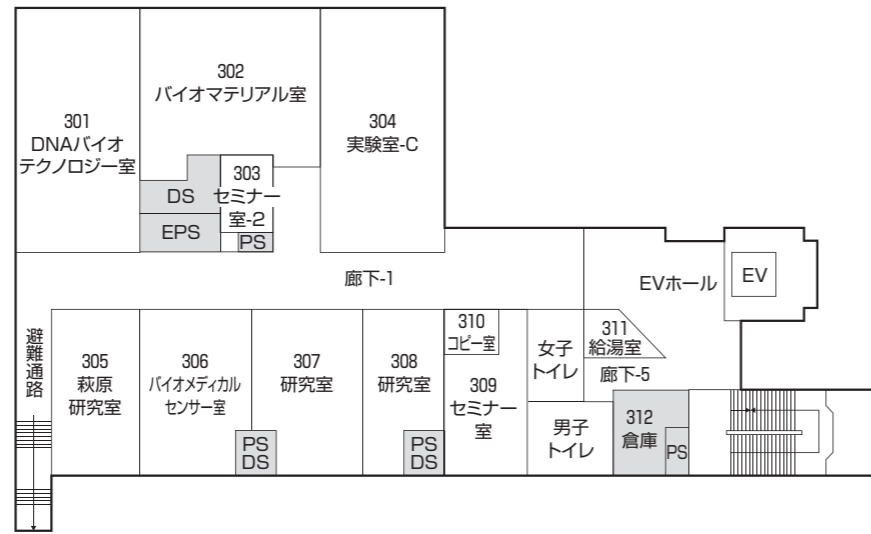 302
バイオマテリアル室
301
DNAバイオ
テクノロジー室
304
実験室-C
303
セミナー
室-2
DS
EPS
PS
廊下-1
EVホール
EV
避難通路
305
萩原
研究室
306
バイオメディカル
センサー室
307
研究室
308
研究室
310
コピー室
309
セミナー
室
女子
トイレ
311
給湯室
廊下-5
男子
トイレ
312
倉庫
PS
PS
DS
PS
DS